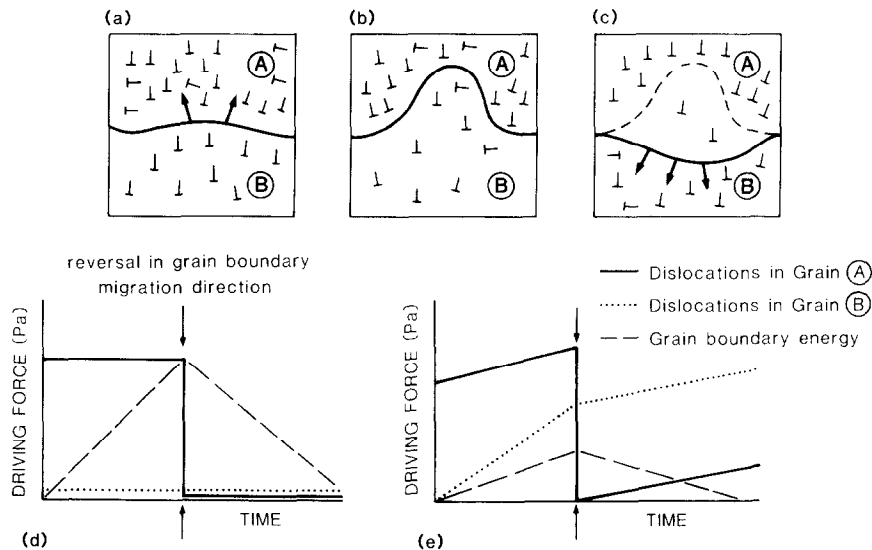 (a)
(b)
(c)
A
A
A
B
B
B
reversal in grain boundary
migration direction
Dislocations in Grain A
Dislocations in Grain B
Grain boundary energy
DRIVING FORCE (Pa)
DRIVING FORCE (Pa)
TIME
TIME
(d)
(e)